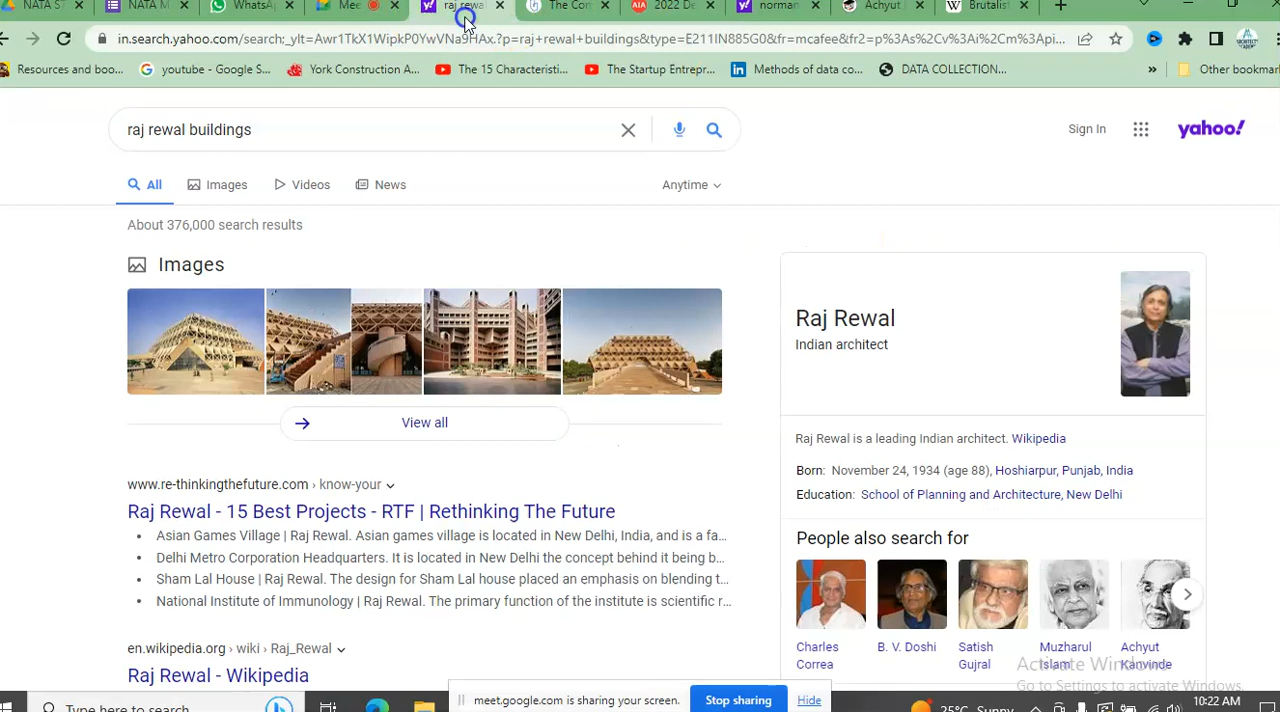 NATA ST
NATA M
WhatsA
Mee
raj rewa
The Con
AIA
2022 De
norman
Achyut
W
Brutalist
in.search.yahoo.com/search;_ylt=Awr1TkX1WipkP0YwVNa9HAx.?p=raj+rewal+buildings&type=E211IN885G0&fr=mcafee&fr2=p%3As%2Cv%3Ai%2Cm%3Api...
Resources and boo...
youtube - Google S...
York Construction A...
The 15 Characteristi...
The Startup Entrepr...
Methods of data co...
DATA COLLECTION...
»
Other bookmar
raj rewal buildings
Sign In
yahoo!
All
Images
Videos
News
Anytime
About 376,000 search results
Images
View all
Raj Rewal
Indian architect
Raj Rewal is a leading Indian architect. Wikipedia
Born: November 24, 1934 (age 88), Hoshiarpur, Punjab, India
Education: School of Planning and Architecture, New Delhi
www.re-thinkingthefuture.com › know-your
Raj Rewal - 15 Best Projects - RTF | Rethinking The Future
• Asian Games Village | Raj Rewal. Asian games village is located in New Delhi, India, and is a fa...
• Delhi Metro Corporation Headquarters. It is located in New Delhi the concept behind it being b...
• Sham Lal House | Raj Rewal. The design for Sham Lal house placed an emphasis on blending t...
• National Institute of Immunology | Raj Rewal. The primary function of the institute is scientific r...
People also search for
Charles Correa
B. V. Doshi
Satish Gujral
Muzharul Islam
Achyut Kanvinde
en.wikipedia.org › wiki › Raj_Rewal
Raj Rewal - Wikipedia
Activate Windows
Go to Settings to activate Windows.
meet.google.com is sharing your screen.
Stop sharing
Hide
Type here to search
25°C Sunny
10:22 AM